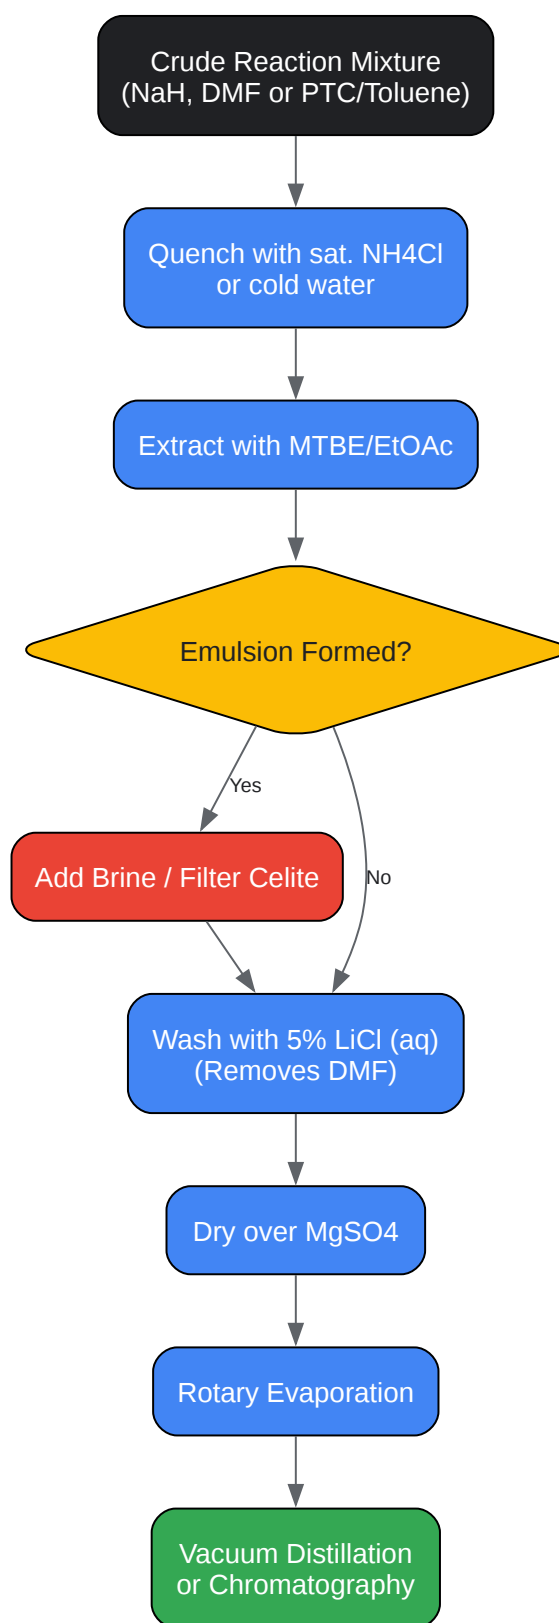 Crude Reaction Mixture
(NaH, DMF or PTC/Toluene)
Quench with sat. NH4Cl
or cold water
Extract with MTBE/EtOAc
Emulsion Formed?
Yes
Add Brine / Filter Celite
No
Wash with 5% LiCl (aq)
(Removes DMF)
Dry over MgSO4
Rotary Evaporation
Vacuum Distillation
or Chromatography